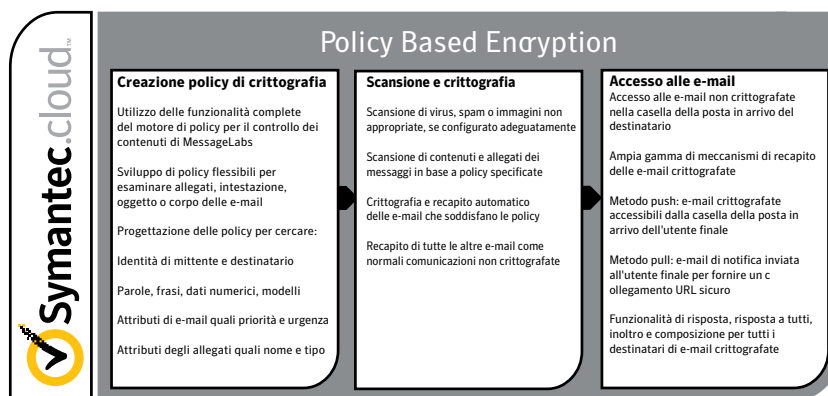 Symantec.cloud™
Policy Based Encryption
Creazione policy di crittografia
Utilizzo delle funzionalità complete
del motore di policy per il controllo dei
contenuti di MessageLabs
Sviluppo di policy flessibili per
esaminare allegati, intestazione,
oggetto o corpo delle e-mail
Progettazione delle policy per cercare:
Identità di mittente e destinatario
Parole, frasi, dati numerici, modelli
Attributi di e-mail quali priorità e urgenza
Attributi degli allegati quali nome e tipo
Scansione e crittografia
Scansione di virus, spam o immagini non
appropriate, se configurato adeguatamente
Scansione di contenuti e allegati dei
messaggi in base a policy specificate
Crittografia e recapito automatico
delle e-mail che soddisfano le policy
Recapito di tutte le altre e-mail come
normali comunicazioni non crittografate
Accesso alle e-mail
Accesso alle e-mail non crittografate
nella casella della posta in arrivo del
destinatario
Ampia gamma di meccanismi di recapito
delle e-mail crittografate
Metodo push: e-mail crittografate
accessibili dalla casella della posta in
arrivo dell'utente finale
Metodo pull: e-mail di notifica inviata
all'utente finale per fornire un c
ollegamento URL sicuro
Funzionalità di risposta, risposta a tutti,
inoltro e composizione per tutti i
destinatari di e-mail crittografate